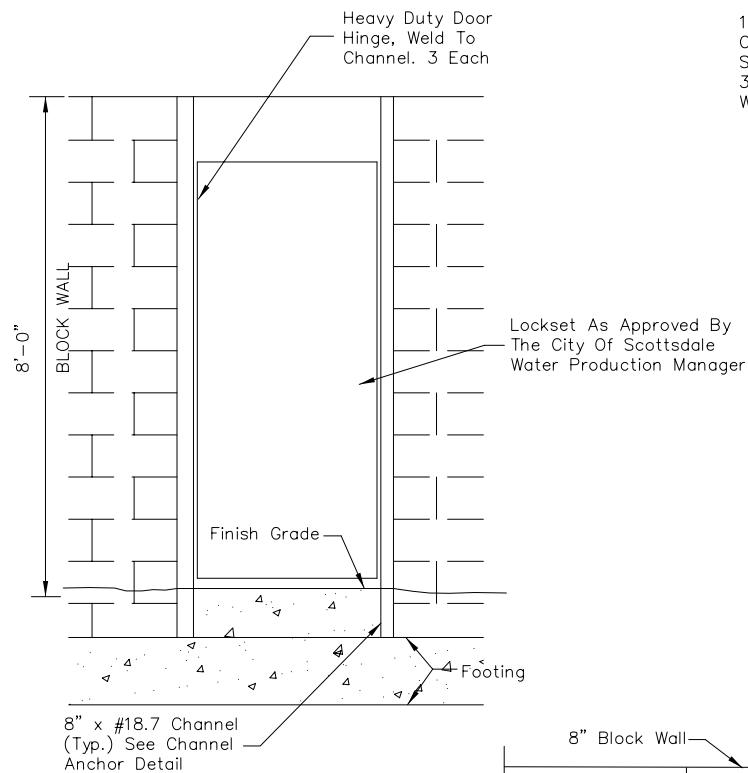 Heavy Duty Door
Hinge, Weld To
Channel. 3 Each
8'-0"
BLOCK WALL
Lockset As Approved By
The City Of Scottsdale
Water Production Manager
Finish Grade
Footing
8" x #18.7 Channel
(Typ.) See Channel
Anchor Detail
8" Block Wall